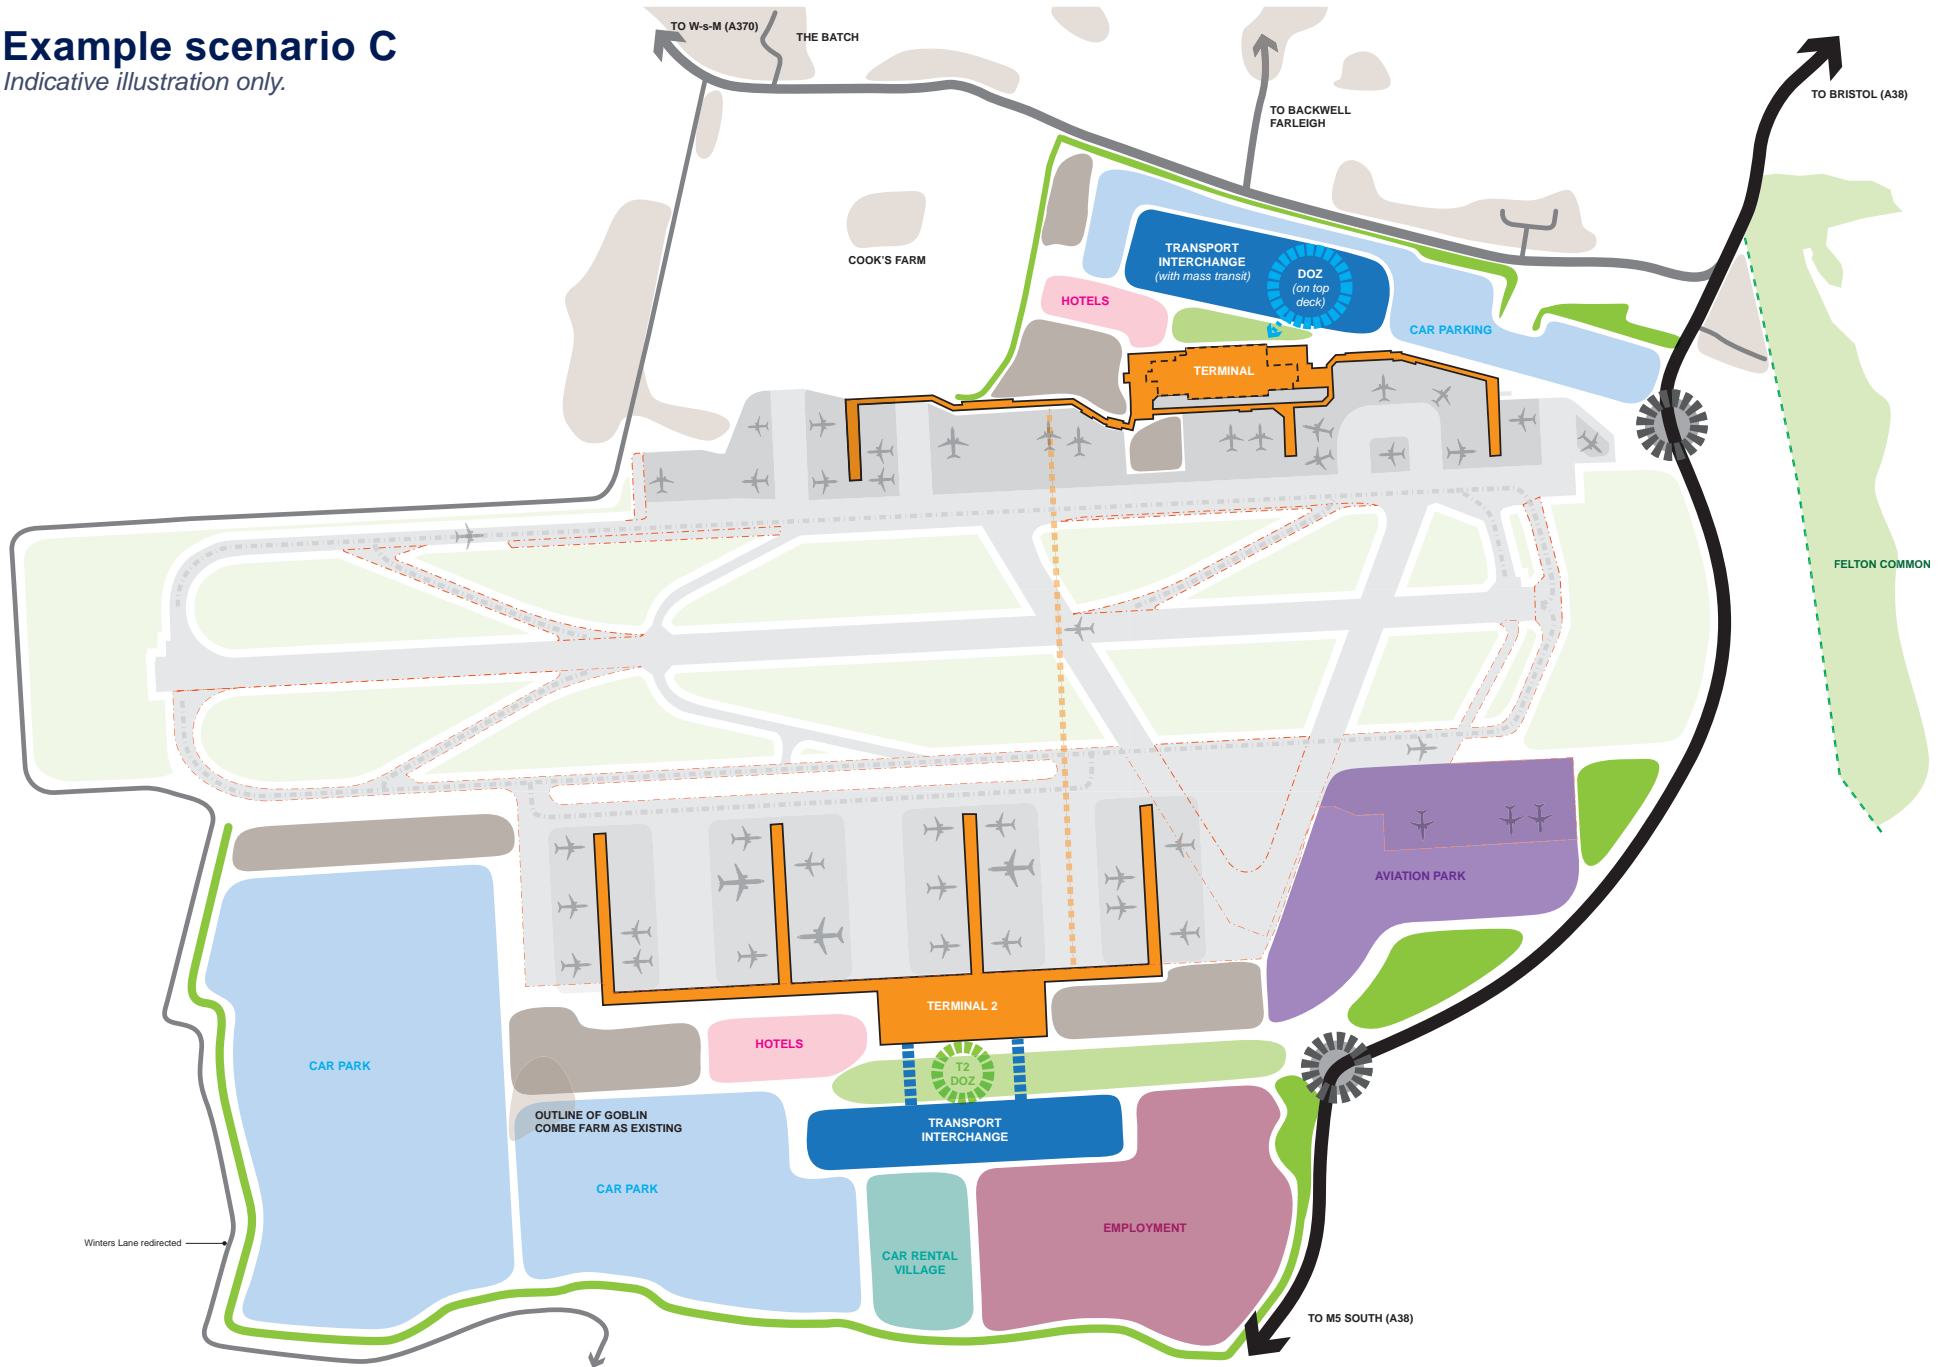 Example scenario C
Indicative illustration only.
TO W-s-M (A370)
THE BATCH
TO BRISTOL (A38)
TO BACKWELL
FARLEIGH
COOK'S FARM
TRANSPORT
INTERCHANGE
(with mass transit)
DOZ
(on top
deck)
HOTELS
CAR PARKING
TERMINAL
FELTON COMMON
AVIATION PARK
TERMINAL 2
HOTELS
CAR PARK
T2
DOZ
OUTLINE OF GOBLIN
COMBE FARM AS EXISTING
TRANSPORT
INTERCHANGE
CAR PARK
EMPLOYMENT
Winters Lane redirected
CAR RENTAL
VILLAGE
TO M5 SOUTH (A38)